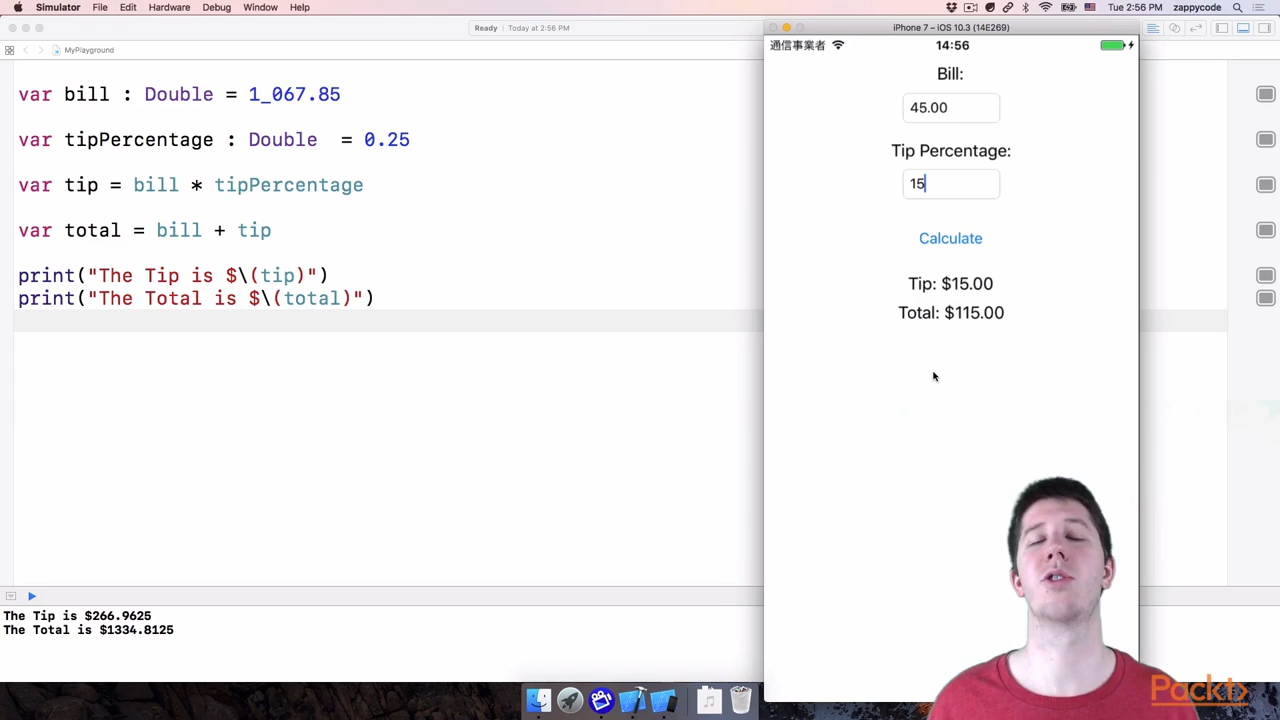 Simulator File Edit Hardware Debug Window Help
Tue 2:56 PM zappycode
Ready Today at 2:56 PM
MyPlayground
var bill : Double = 1_067.85
var tipPercentage : Double = 0.25
var tip = bill * tipPercentage
var total = bill + tip
print("The Tip is $\(tip)")
print("The Total is $\(total)")
The Tip is $266.9625
The Total is $1334.8125
iPhone 7 – iOS 10.3 (14E269)
通信事業者 14:56
Bill:
45.00
Tip Percentage:
15
Calculate
Tip: $15.00
Total: $115.00
Packt>